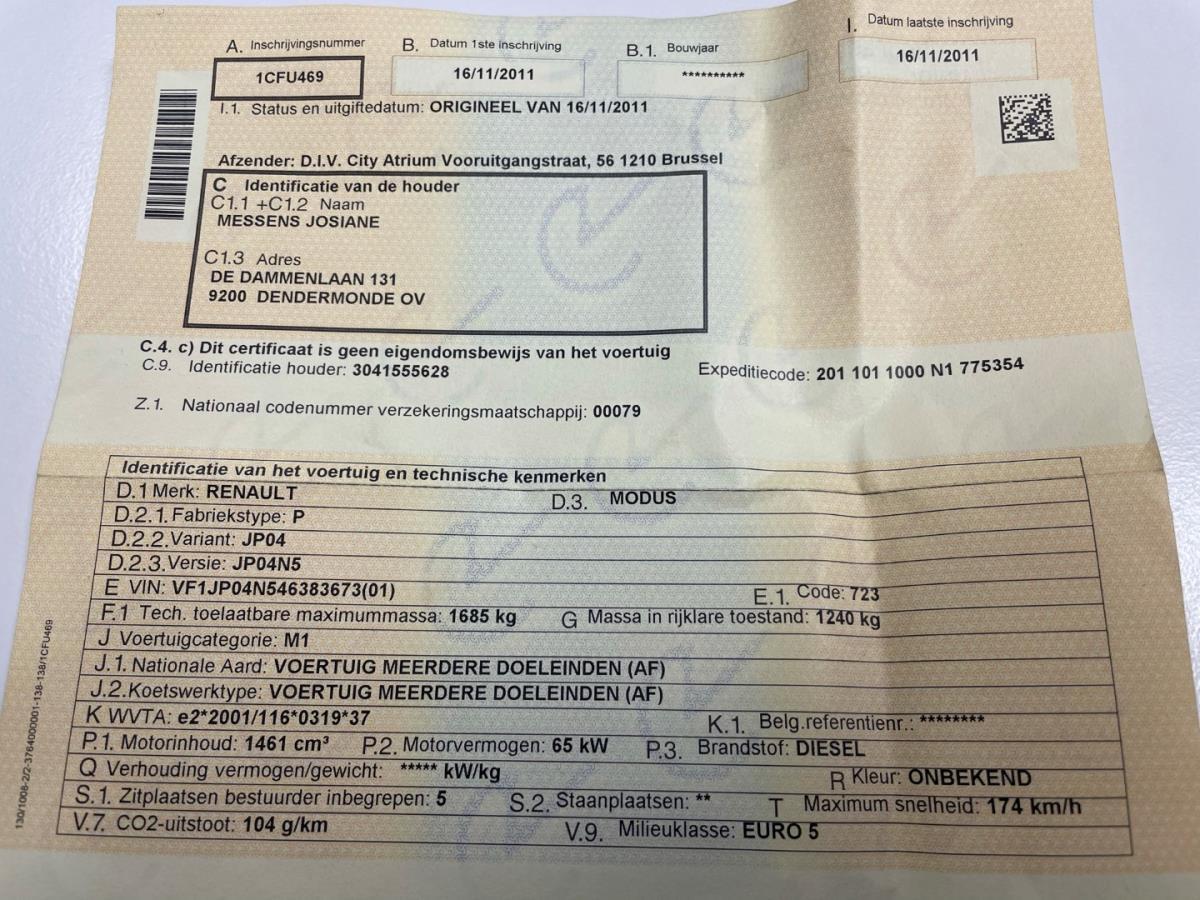 A. Inschrijvingsnummer B. Datum 1ste inschrijving B.1. Bouwjaar I. Datum laatste inschrijving
1CFU469 16/11/2011 ********** 16/11/2011
I.1. Status en uitgiftedatum: ORIGINEEL VAN 16/11/2011
Afzender: D.I.V. City Atrium Vooruitgangstraat, 56 1210 Brussel
C Identificatie van de houder
C1.1 +C1.2 Naam
MESSENS JOSIANE
C1.3 Adres
DE DAMMENLAAN 131
9200 DENDERMONDE OV
C.4. c) Dit certificaat is geen eigendomsbewijs van het voertuig
C.9. Identificatie houder: 3041555628 Expeditiecode: 201 101 1000 N1 775354
Z.1. Nationaal codenummer verzekeringsmaatschappij: 00079
Identificatie van het voertuig en technische kenmerken
D.1 Merk: RENAULT D.3. MODUS
D.2.1. Fabriekstype: P
D.2.2. Variant: JP04
D.2.3. Versie: JP04N5
E VIN: VF1JP04N546383673(01) E.1. Code: 723
F.1 Tech. toelaatbare maximummassa: 1685 kg G Massa in rijklare toestand: 1240 kg
J Voertuigcategorie: M1
J.1. Nationale Aard: VOERTUIG MEERDERE DOELEINDEN (AF)
J.2. Koetswerktype: VOERTUIG MEERDERE DOELEINDEN (AF)
K WVTA: e2*2001/116*0319*37 K.1. Belg.referentienr.: ********
P.1. Motorinhoud: 1461 cm³ P.2. Motorvermogen: 65 kW P.3. Brandstof: DIESEL
Q Verhouding vermogen/gewicht: ***** kW/kg R Kleur: ONBEKEND
S.1. Zitplaatsen bestuurder inbegrepen: 5 S.2. Staanplaatsen: ** T Maximum snelheid: 174 km/h
V.7. CO2-uitstoot: 104 g/km V.9. Milieuklasse: EURO 5
130/1008-2/2-3764000001-138-138/1CFU469